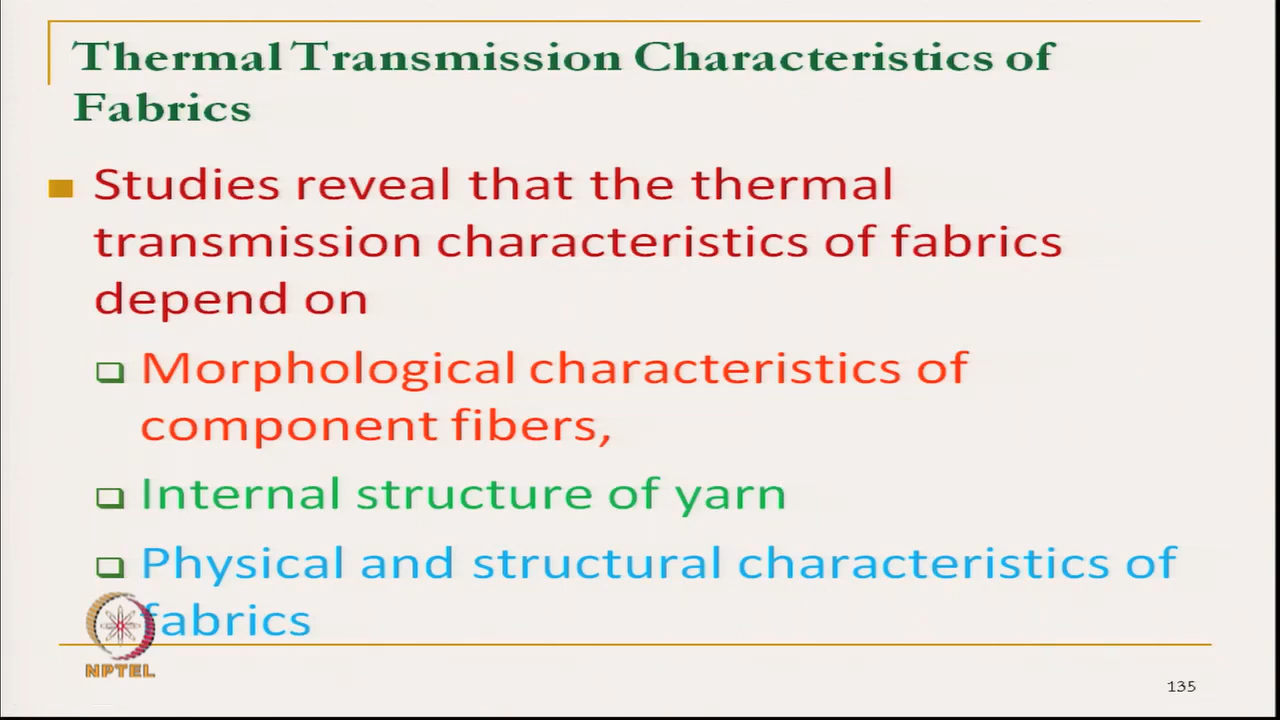 Thermal Transmission Characteristics of
Fabrics
Studies reveal that the thermal
transmission characteristics of fabrics
depend on
Morphological characteristics of
component fibers,
Internal structure of yarn
Physical and structural characteristics of
fabrics
NPTEL
135